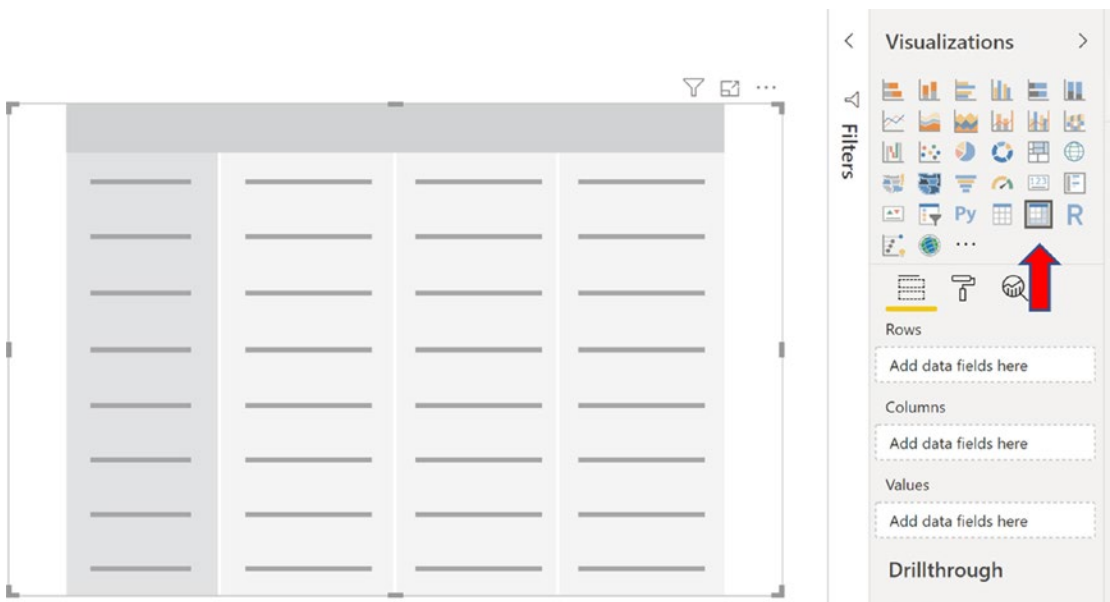 Visualizations
Filters
123
Py
R
Rows
Add data fields here
Columns
Add data fields here
Values
Add data fields here
Drillthrough